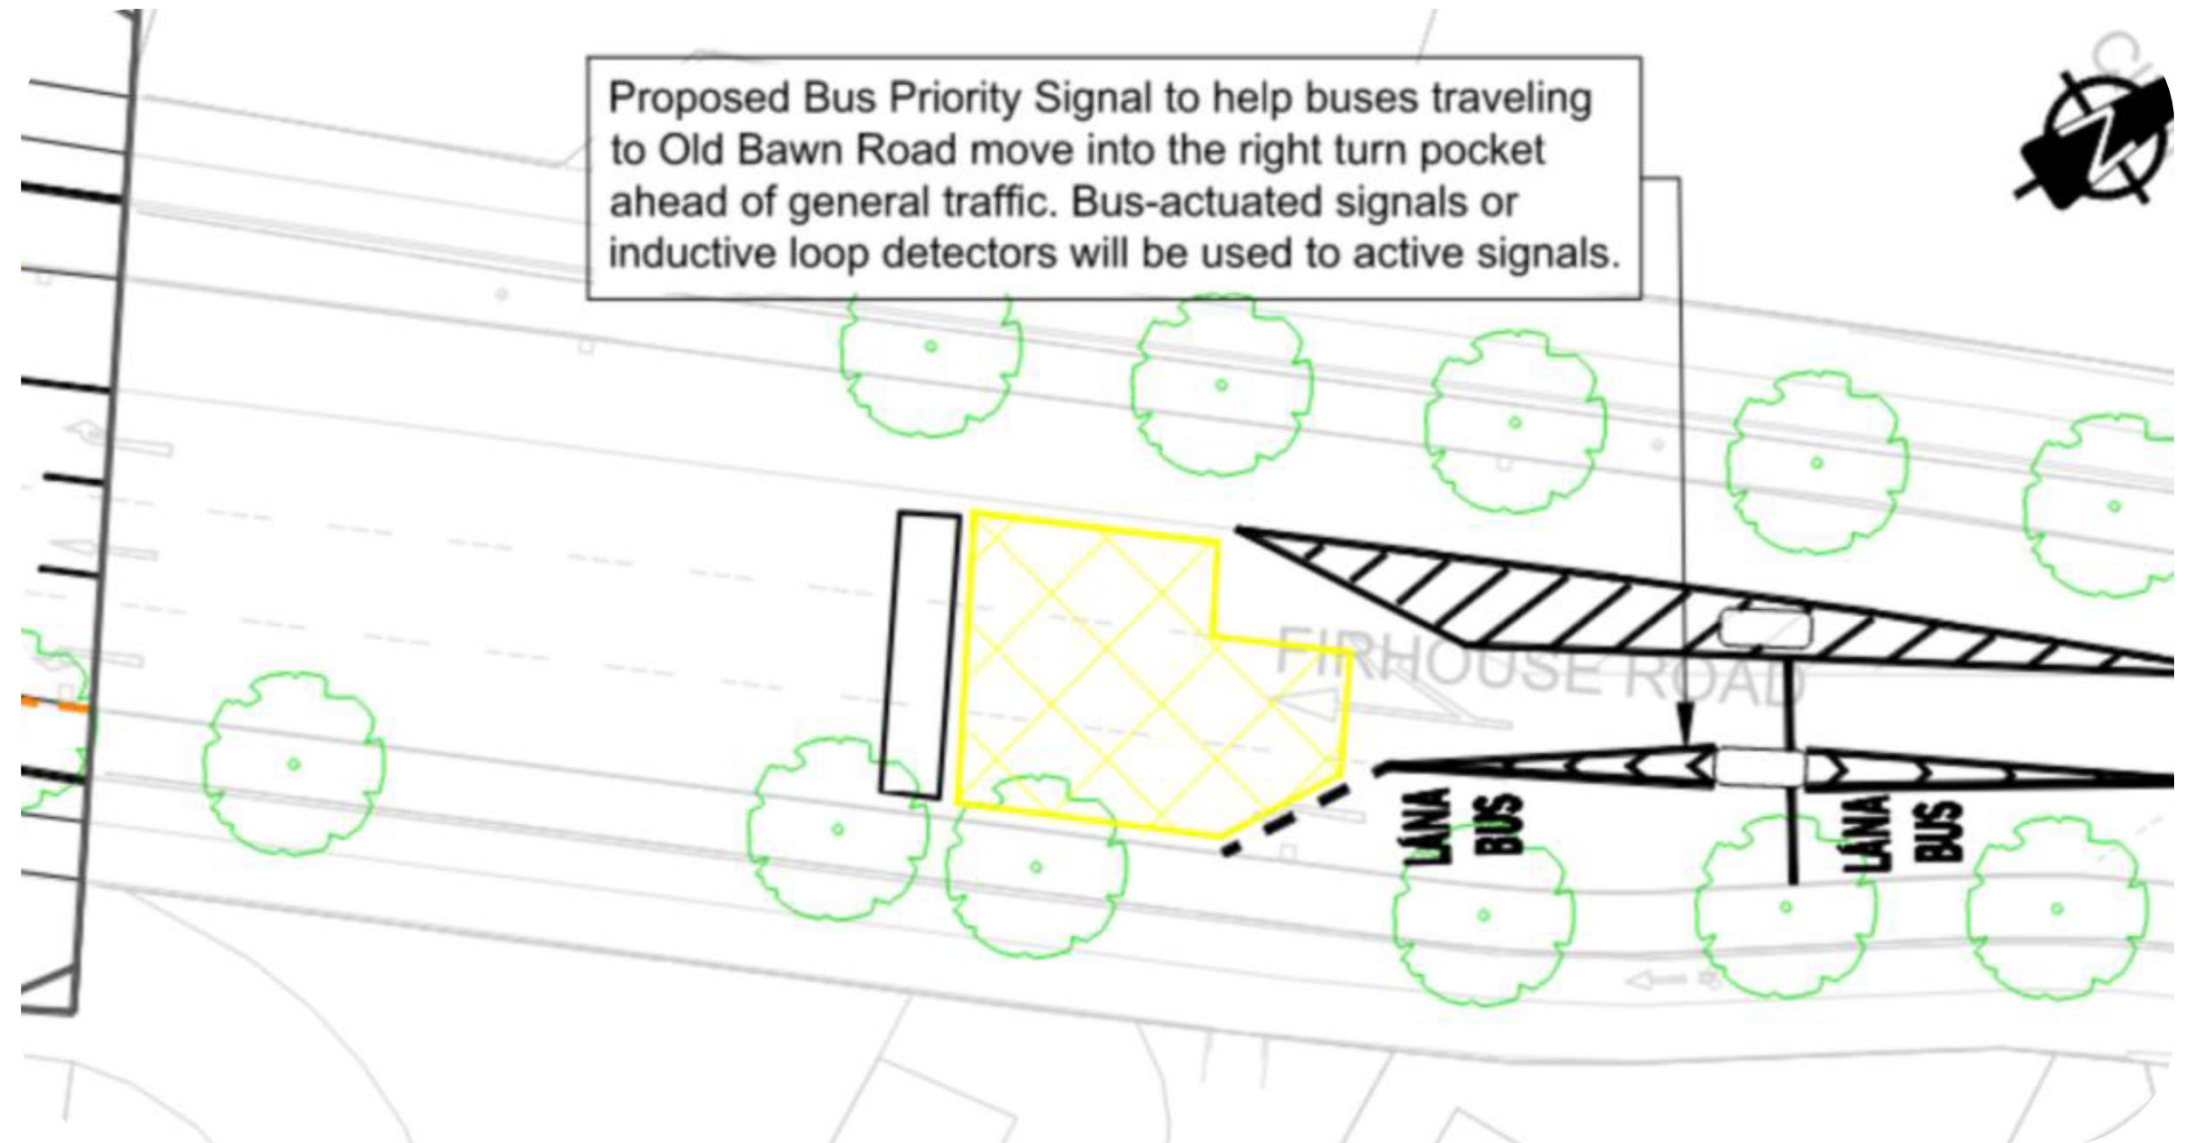 Proposed Bus Priority Signal to help buses traveling
to Old Bawn Road move into the right turn pocket
ahead of general traffic. Bus-actuated signals or
inductive loop detectors will be used to active signals.
FIRHOUSE ROAD
LÁNA
BUS
LÁNA
BUS